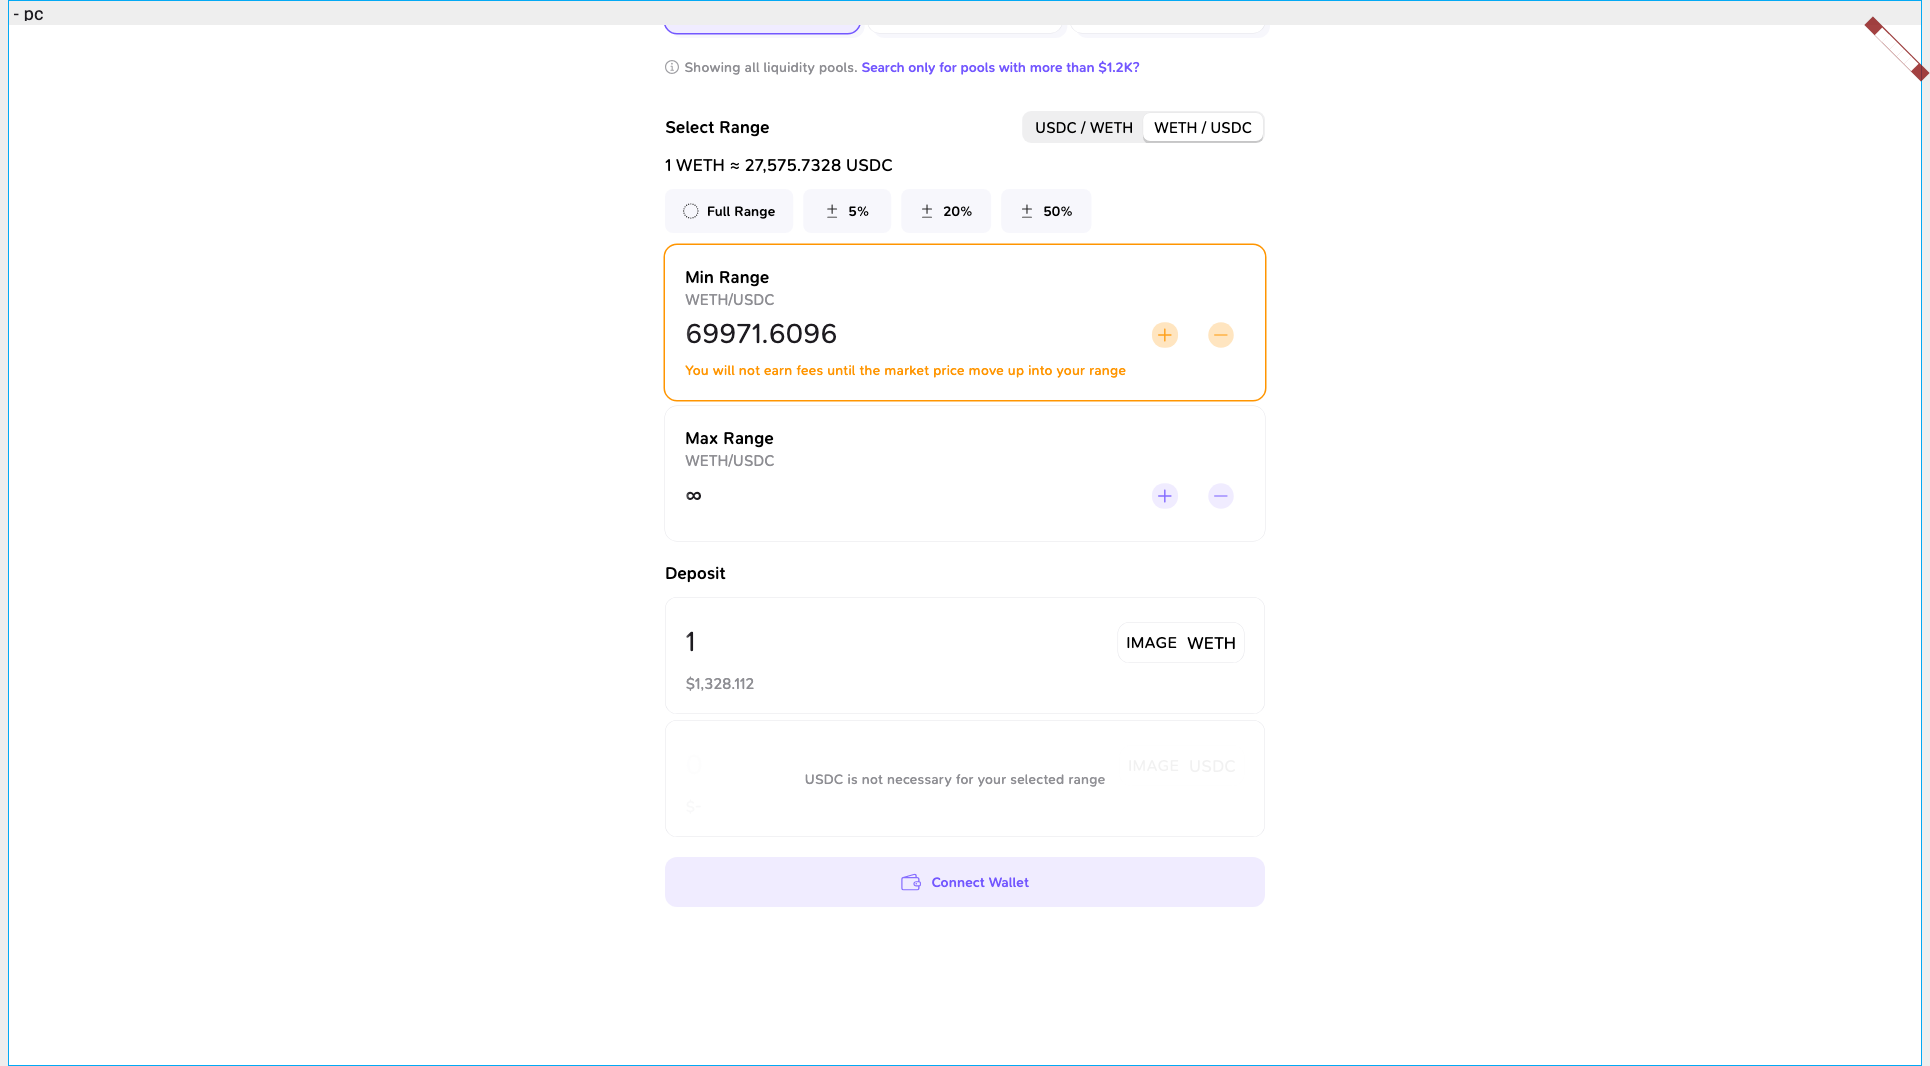 - pc
Showing all liquidity pools. Search only for pools with more than $1.2K?
Select Range
USDC / WETH
WETH / USDC
1 WETH ≈ 27,575.7328 USDC
Full Range
± 5%
± 20%
± 50%
Min Range
WETH/USDC
69971.6096
You will not earn fees until the market price move up into your range
Max Range
WETH/USDC
∞
Deposit
1
IMAGE WETH
$1,328.112
IMAGE USDC
USDC is not necessary for your selected range
Connect Wallet